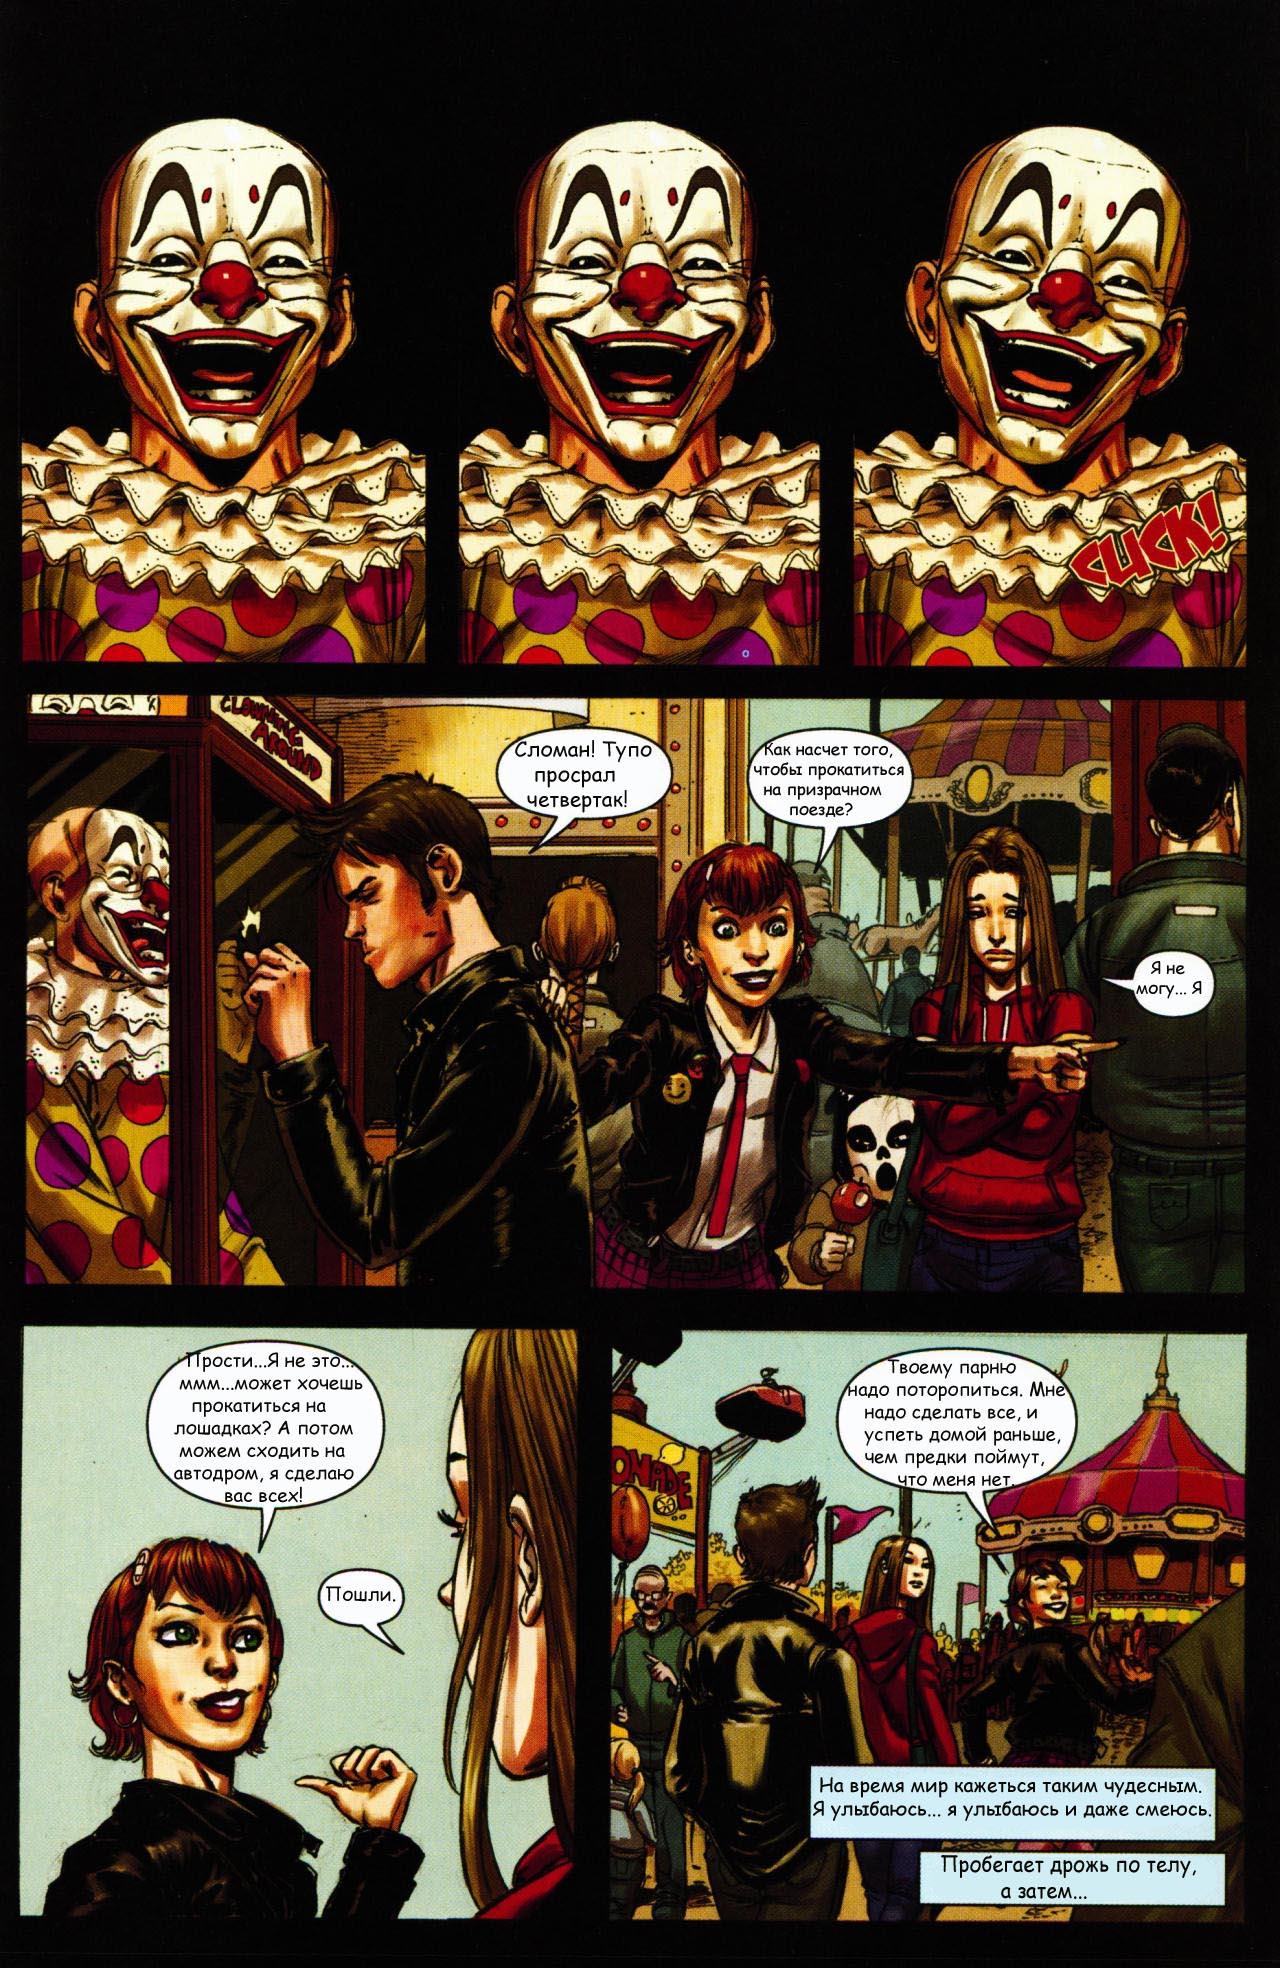 CLICK!
CLOWNING
AROUND
Сломан! Тупо
просрал
четвертак!
Как насчет того,
чтобы прокатиться
на призрачном
поезде?
Я не
могу... Я
Прости...Я не это...
ммм...может хочешь
прокатиться на
лошадках? А потом
можем сходить на
автодром, я сделаю
вас всех!
Пошли.
Твоему парню
надо поторопиться. Мне
надо сделать все, и
успеть домой раньше,
чем предки поймут,
что меня нет.
ONADE
На время мир кажеться таким чудесным.
Я улыбаюсь... я улыбаюсь и даже смеюсь.
Пробегает дрожь по телу,
а затем...